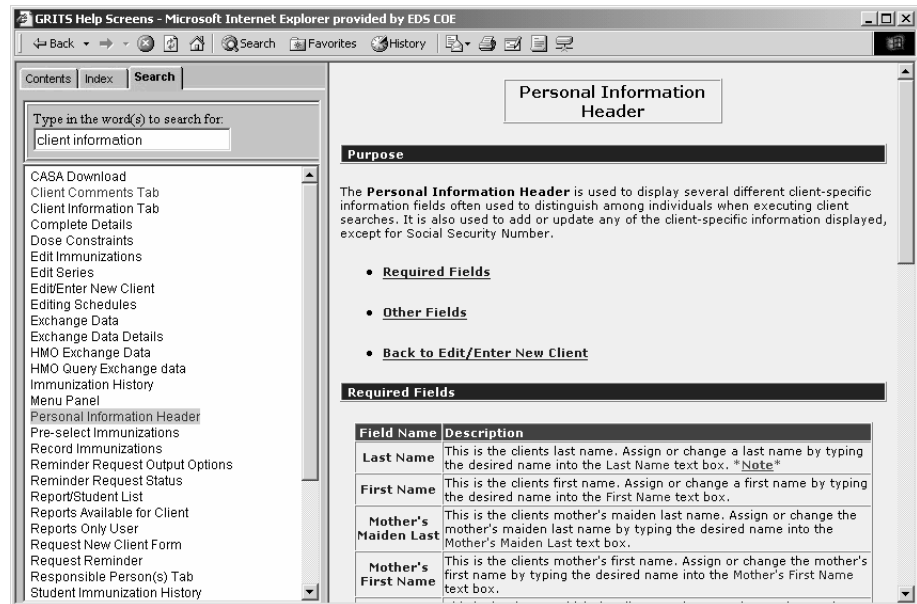 GRITS Help Screens - Microsoft Internet Explorer provided by EDS COE
Back Search Favorites History
Contents Index Search
Type in the word(s) to search for:
client information
CASA Download
Client Comments Tab
Client Information Tab
Complete Details
Dose Constraints
Edit Immunizations
Edit Series
Edit/Enter New Client
Editing Schedules
Exchange Data
Exchange Data Details
HMO Exchange Data
HMO Query Exchange data
Immunization History
Menu Panel
Personal Information Header
Pre-select Immunizations
Record Immunizations
Reminder Request Output Options
Reminder Request Status
Report/Student List
Reports Available for Client
Reports Only User
Request New Client Form
Request Reminder
Responsible Person(s) Tab
Student Immunization History
Personal Information
Header
Purpose
The Personal Information Header is used to display several different client-specific
information fields often used to distinguish among individuals when executing client
searches. It is also used to add or update any of the client-specific information displayed,
except for Social Security Number.
• Required Fields
• Other Fields
• Back to Edit/Enter New Client
Required Fields
Field Name Description
Last Name This is the clients last name. Assign or change a last name by typing
the desired name into the Last Name text box. *Note*
First Name This is the clients first name. Assign or change a first name by typing
the desired name into the First Name text box.
Mother's
Maiden Last
This is the clients mother's maiden last name. Assign or change the
mother's maiden last name by typing the desired name into the
Mother's Maiden Last text box.
Mother's
First Name
This is the clients mother's first name. Assign or change the mother's
first name by typing the desired name into the Mother's First Name
text box.